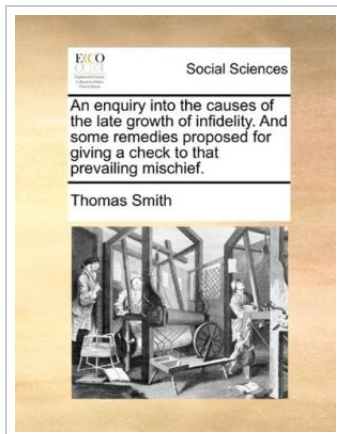 ECCO
Social Sciences
An enquiry into the causes of
the late growth of infidelity. And
some remedies proposed for
giving a check to that
prevailing mischief.
Thomas Smith